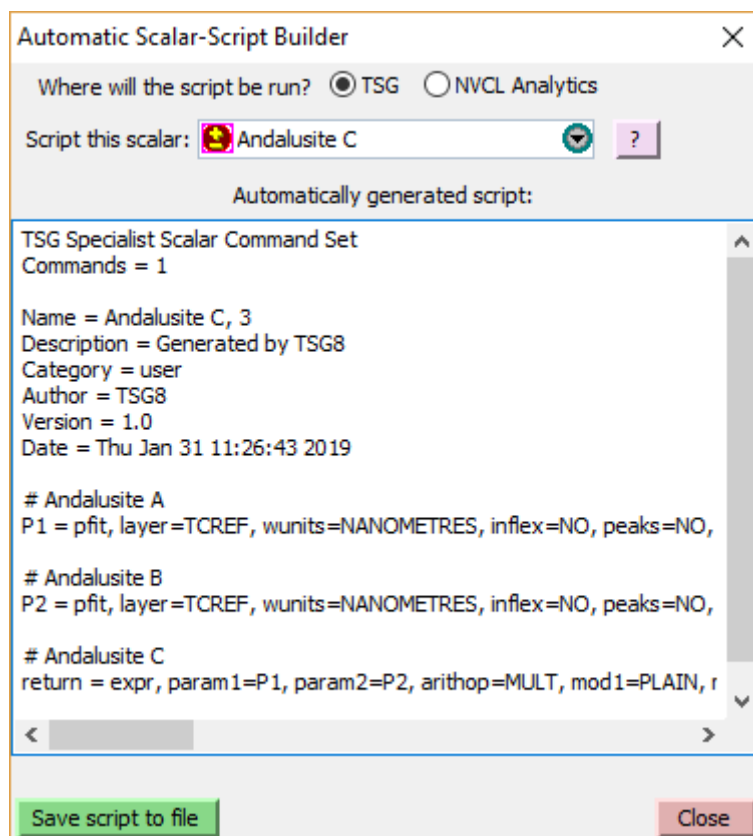 Automatic Scalar-Script Builder
Where will the script be run? TSG NVCL Analytics
Script this scalar: Andalusite C ?
Automatically generated script:
TSG Specialist Scalar Command Set
Commands = 1
Name = Andalusite C, 3
Description = Generated by TSG8
Category = user
Author = TSG8
Version = 1.0
Date = Thu Jan 31 11:26:43 2019
# Andalusite A
P1 = pfit, layer=TCREF, wunits=NANOMETRES, inflex=NO, peaks=NO,
# Andalusite B
P2 = pfit, layer=TCREF, wunits=NANOMETRES, inflex=NO, peaks=NO,
# Andalusite C
return = expr, param1=P1, param2=P2, arithop=MULT, mod1=PLAIN,
Save script to file Close